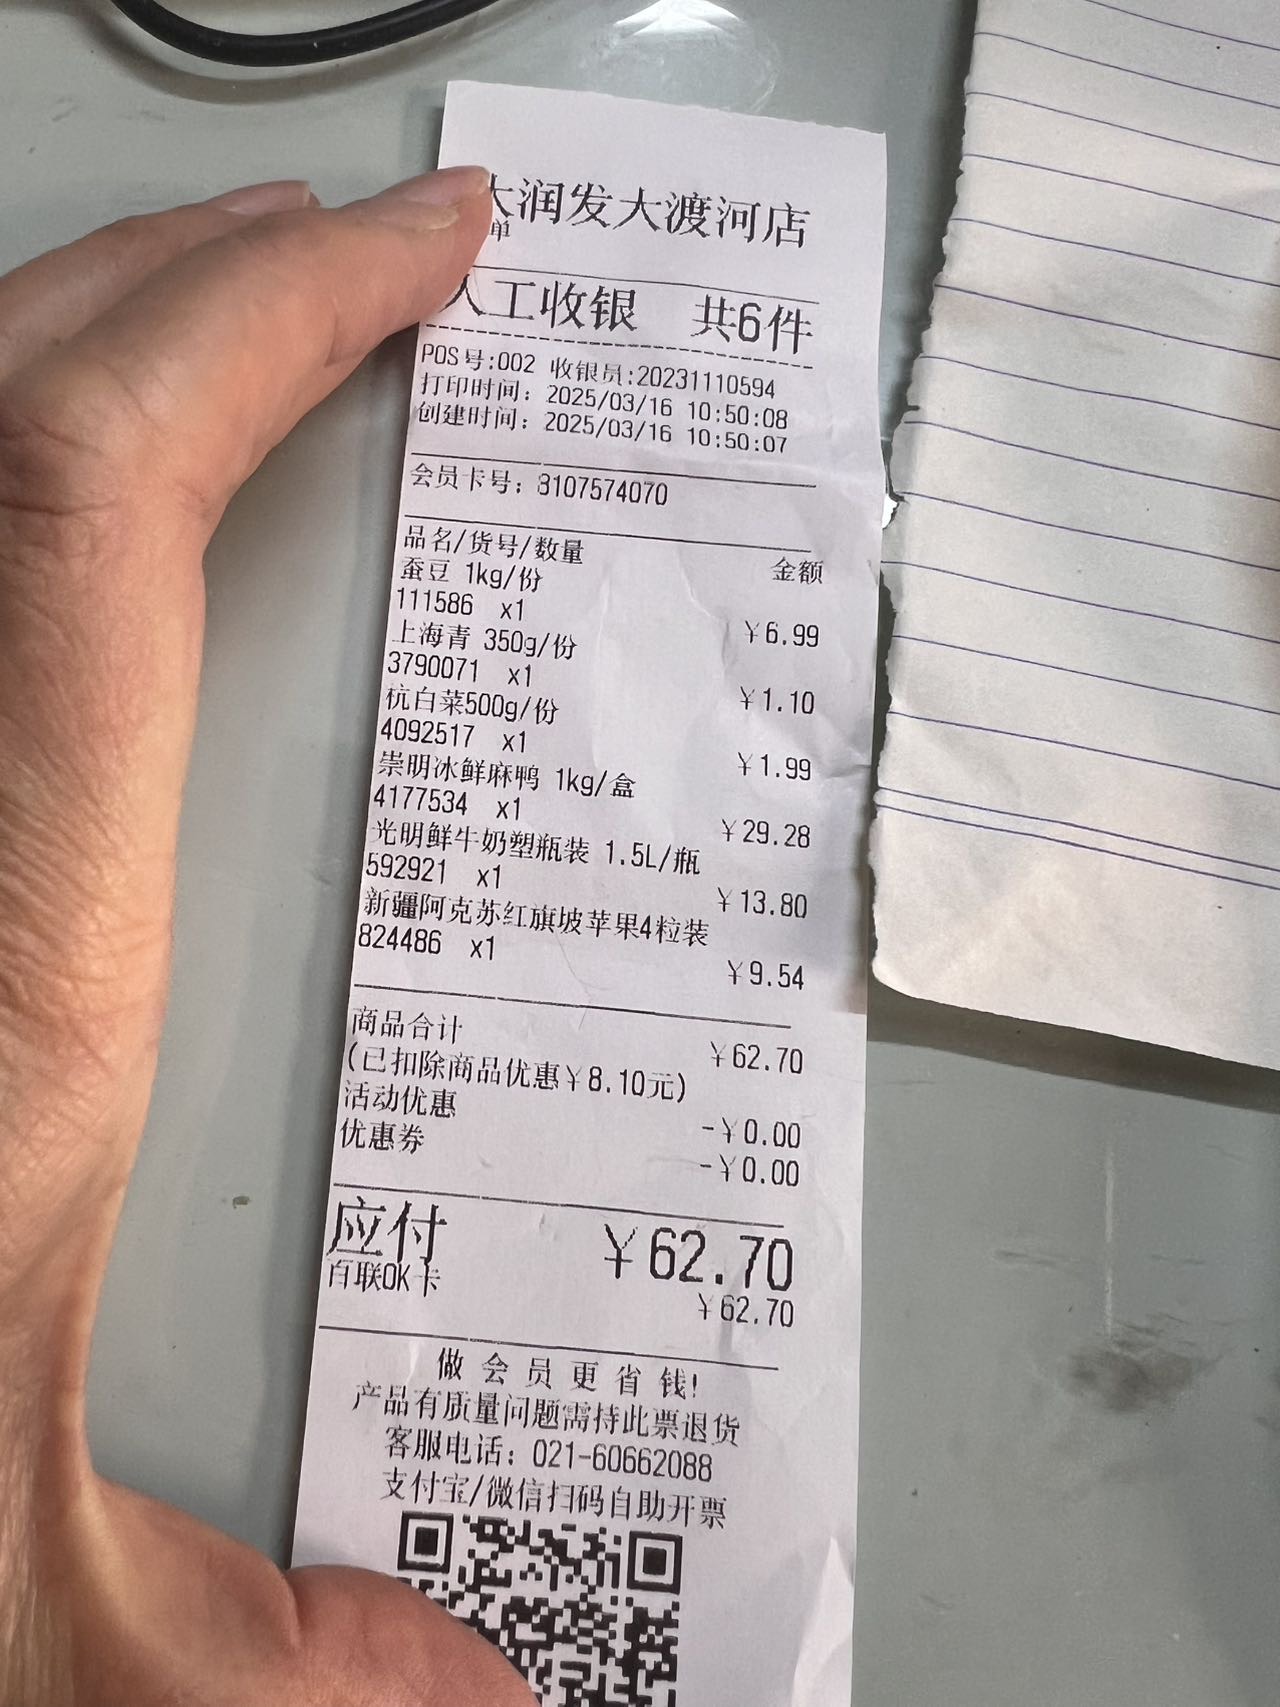 大润发大渡河店
单
人工收银 共6件
POS号:002 收银员:20231110594
打印时间: 2025/03/16 10:50:08
创建时间: 2025/03/16 10:50:07
会员卡号: 3107574070
品名/货号/数量 金额
蚕豆 1kg/份
111586 x1 ¥6.99
上海青 350g/份
3790071 x1 ¥1.10
杭白菜500g/份
4092517 x1 ¥1.99
崇明冰鲜麻鸭 1kg/盒
4177534 x1 ¥29.28
光明鲜牛奶塑瓶装 1.5L/瓶
592921 x1 ¥13.80
新疆阿克苏红旗坡苹果4粒装
824486 x1 ¥9.54
商品合计 ¥62.70
(已扣除商品优惠¥8.10元)
活动优惠 -¥0.00
优惠券 -¥0.00
应付 ¥62.70
百联OK卡 ¥62.70
做会员更省钱!
产品有质量问题需持此票退货
客服电话: 021-60662088
支付宝/微信扫码自助开票